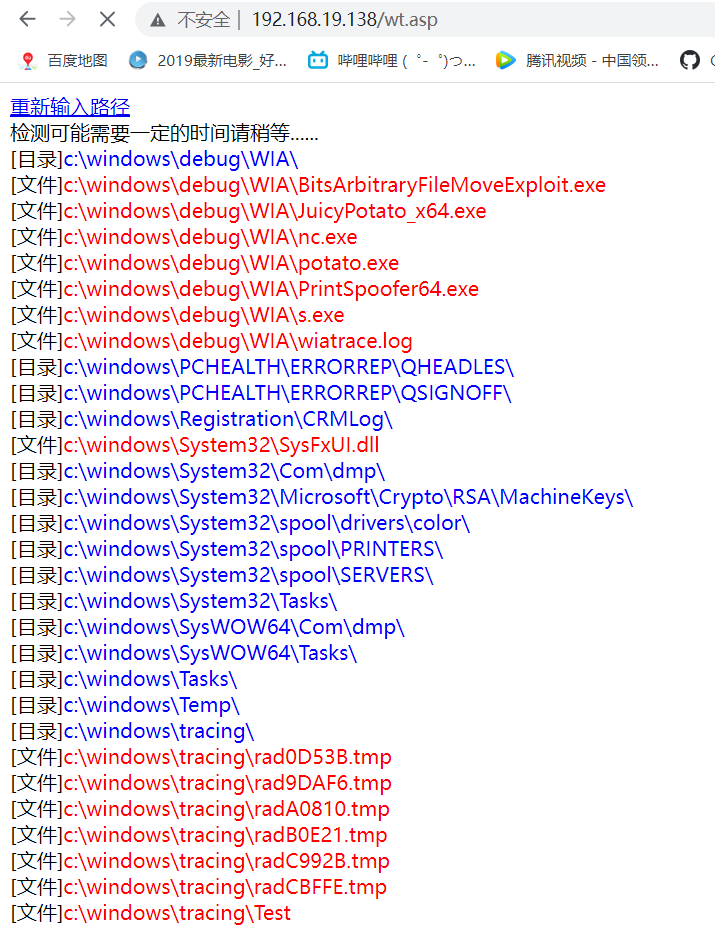 不安全 | 192.168.19.138/wt.asp
百度地图 2019最新电影_好... 哔哩哔哩 ( ゜- ゜)つ... 腾讯视频 - 中国领...
重新输入路径
检测可能需要一定的时间请稍等......
[目录]c:\windows\debug\WIA\
[文件]c:\windows\debug\WIA\BitsArbitraryFileMoveExploit.exe
[文件]c:\windows\debug\WIA\JuicyPotato_x64.exe
[文件]c:\windows\debug\WIA\nc.exe
[文件]c:\windows\debug\WIA\potato.exe
[文件]c:\windows\debug\WIA\PrintSpoofer64.exe
[文件]c:\windows\debug\WIA\s.exe
[文件]c:\windows\debug\WIA\wiatrace.log
[目录]c:\windows\PCHEALTH\ERRORREP\QHEADLES\
[目录]c:\windows\PCHEALTH\ERRORREP\QSIGNOFF\
[目录]c:\windows\Registration\CRMLog\
[文件]c:\windows\System32\SysFxUI.dll
[目录]c:\windows\System32\Com\dmp\
[目录]c:\windows\System32\Microsoft\Crypto\RSA\MachineKeys\
[目录]c:\windows\System32\spool\drivers\color\
[目录]c:\windows\System32\spool\PRINTERS\
[目录]c:\windows\System32\spool\SERVERS\
[目录]c:\windows\System32\Tasks\
[目录]c:\windows\SysWOW64\Com\dmp\
[目录]c:\windows\SysWOW64\Tasks\
[目录]c:\windows\Tasks\
[目录]c:\windows\Temp\
[目录]c:\windows\tracing\
[文件]c:\windows\tracing\rad0D53B.tmp
[文件]c:\windows\tracing\rad9DAF6.tmp
[文件]c:\windows\tracing\radA0810.tmp
[文件]c:\windows\tracing\radB0E21.tmp
[文件]c:\windows\tracing\radC992B.tmp
[文件]c:\windows\tracing\radCBFFE.tmp
[文件]c:\windows\tracing\Test